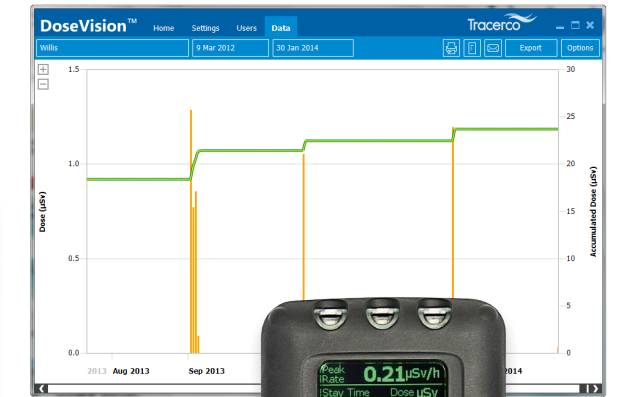 DoseVision™ Home Settings Users Data Tracerco
Willis 9 Mar 2012 30 Jan 2014 Export Options
1.5 30
25
1.0 20
Dose (µSv) Accumulated Dose (µSv)
15
0.5 10
5
0.0 0
2013 Aug 2013 Sep 2013 2014
Peak
Rate 0.21µSv/h
Stay Time Dose µSv